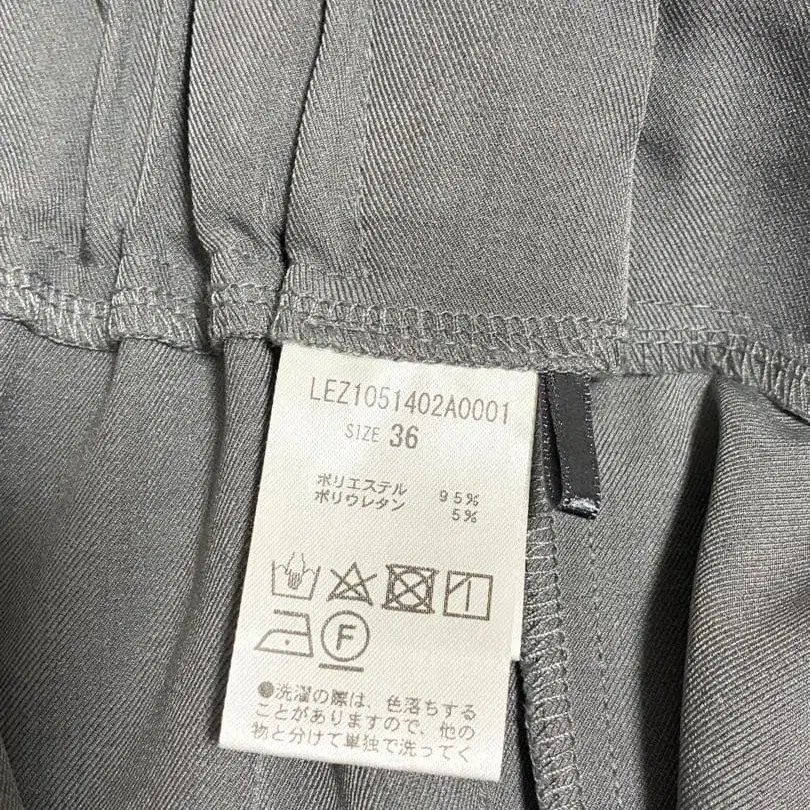 LEZ1051402A0001
SIZE 36
ポリエステル 95%
ポリウレタン 5%
F
●洗濯の際は、色落ちする
ことがありますので、他の
物と分けて単独で洗ってく